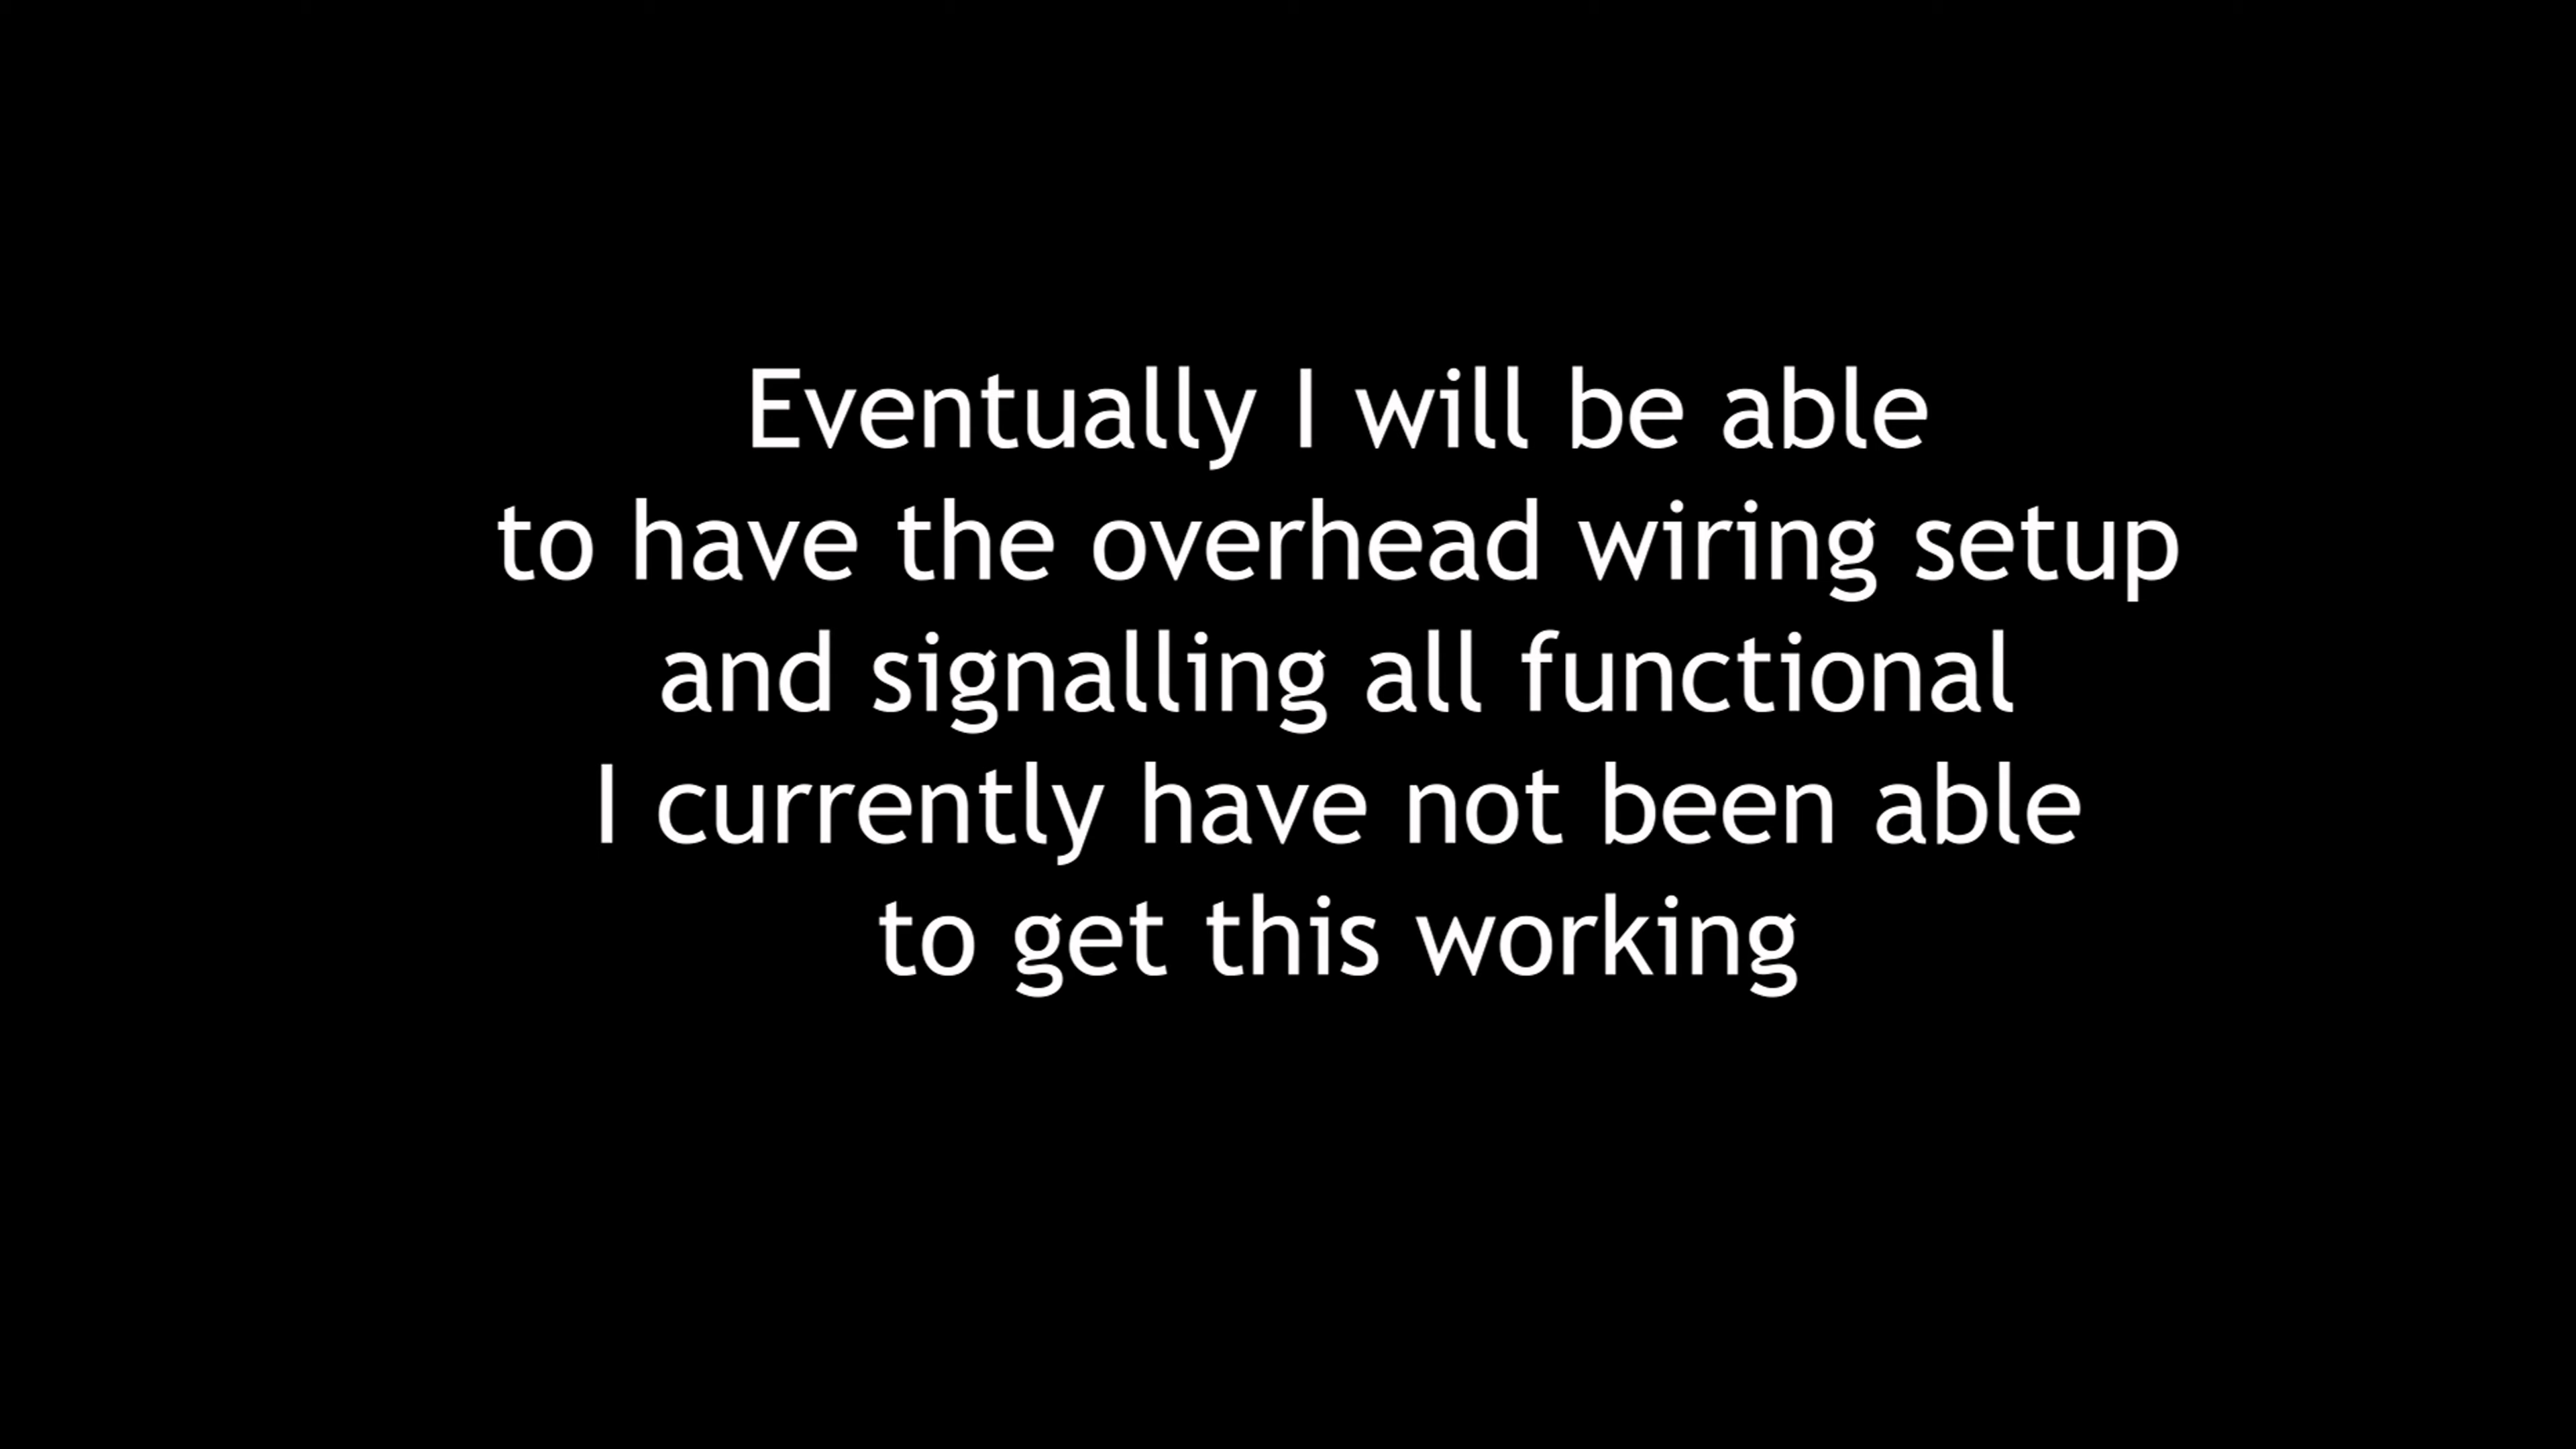 Eventually I will be able
to have the overhead wiring setup
and signalling all functional
I currently have not been able
to get this working